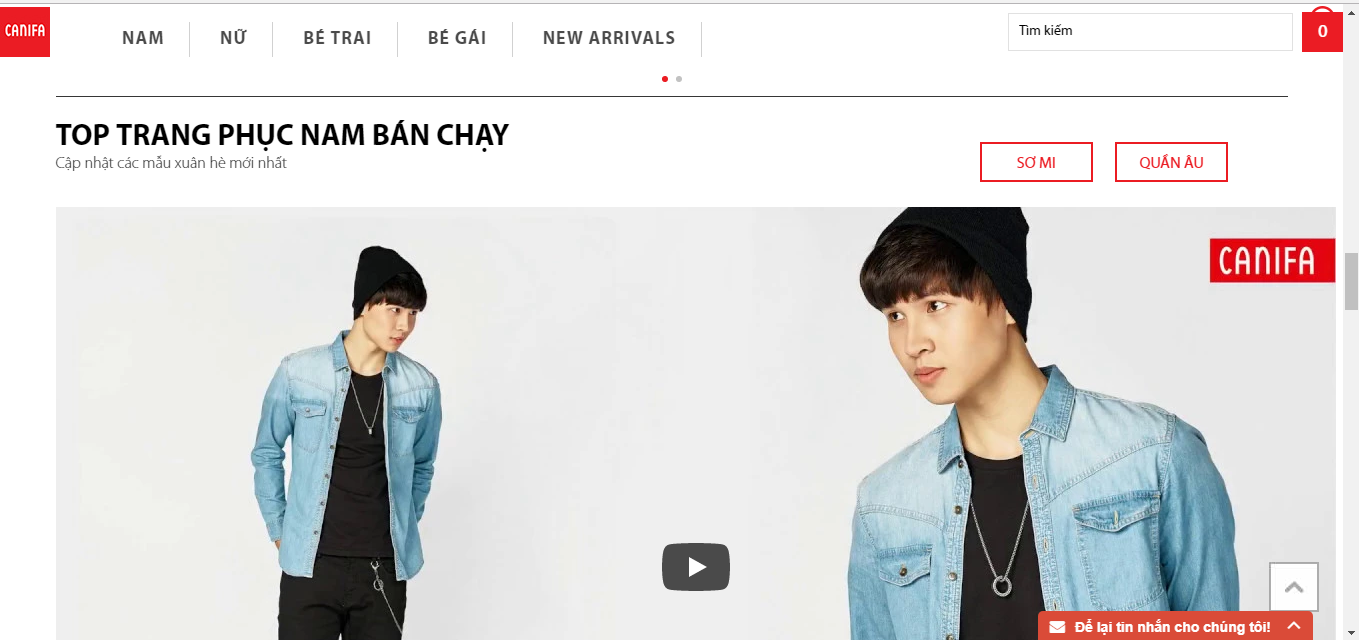 CANIFA
NAM
NỮ
BÉ TRAI
BÉ GÁI
NEW ARRIVALS
Tìm kiếm
0
TOP TRANG PHỤC NAM BÁN CHẠY
Cập nhật các mẫu xuân hè mới nhất
SƠ MI
QUẦN ÂU
CANIFA
Để lại tin nhắn cho chúng tôi!